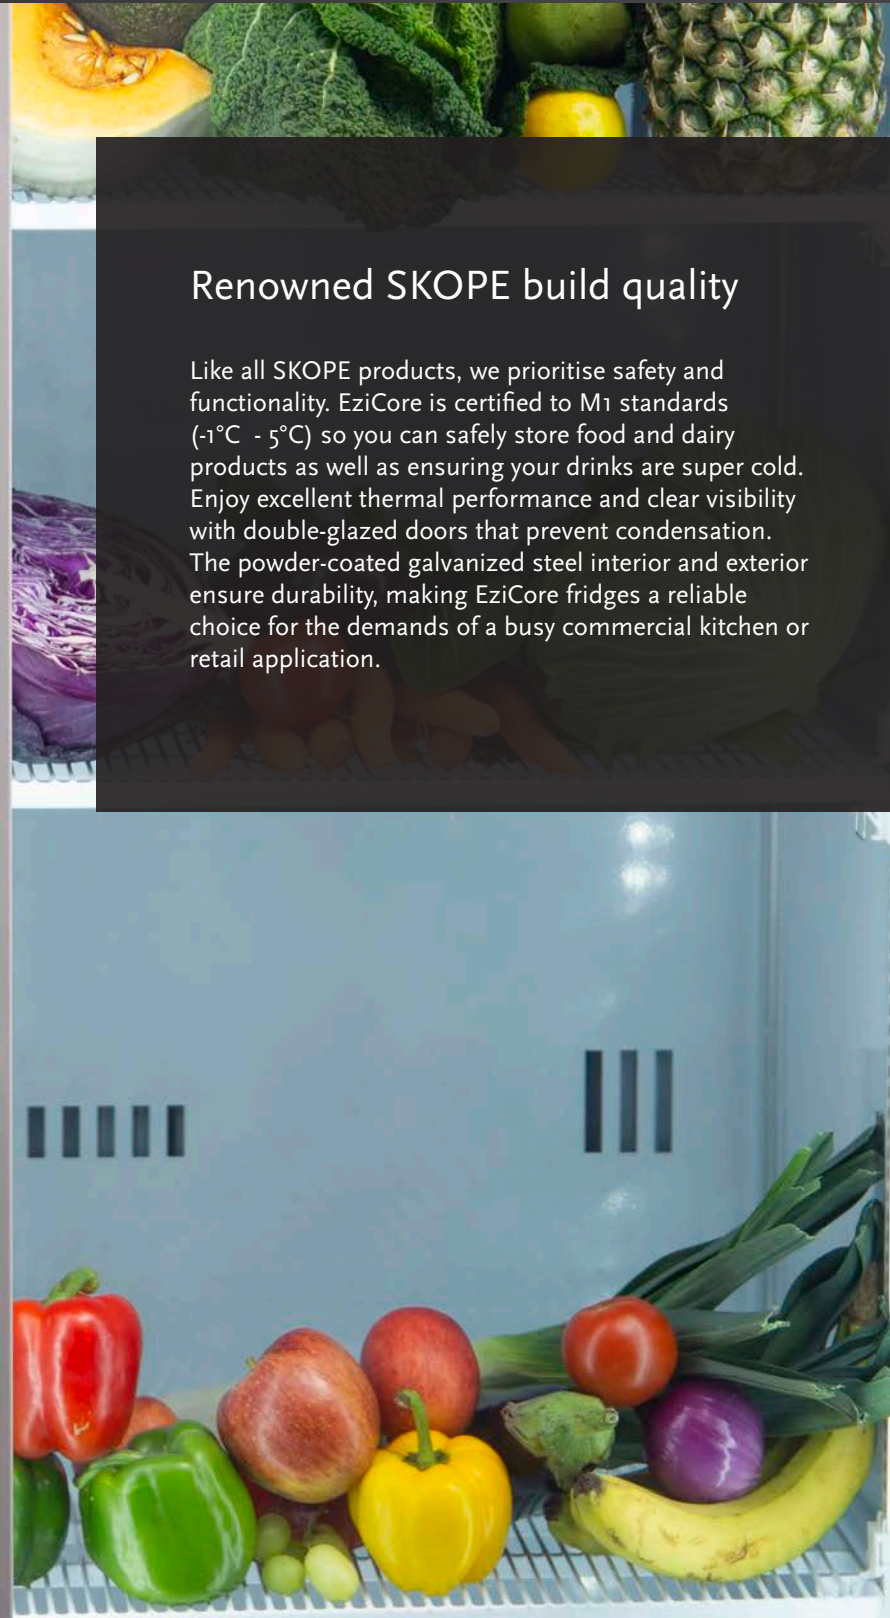 Renowned SKOPE build quality
Like all SKOPE products, we prioritise safety and
functionality. EziCore is certified to M1 standards
(-1°C  - 5°C) so you can safely store food and dairy
products as well as ensuring your drinks are super cold.
Enjoy excellent thermal performance and clear visibility
with double-glazed doors that prevent condensation.
The powder-coated galvanized steel interior and exterior
ensure durability, making EziCore fridges a reliable
choice for the demands of a busy commercial kitchen or
retail application.